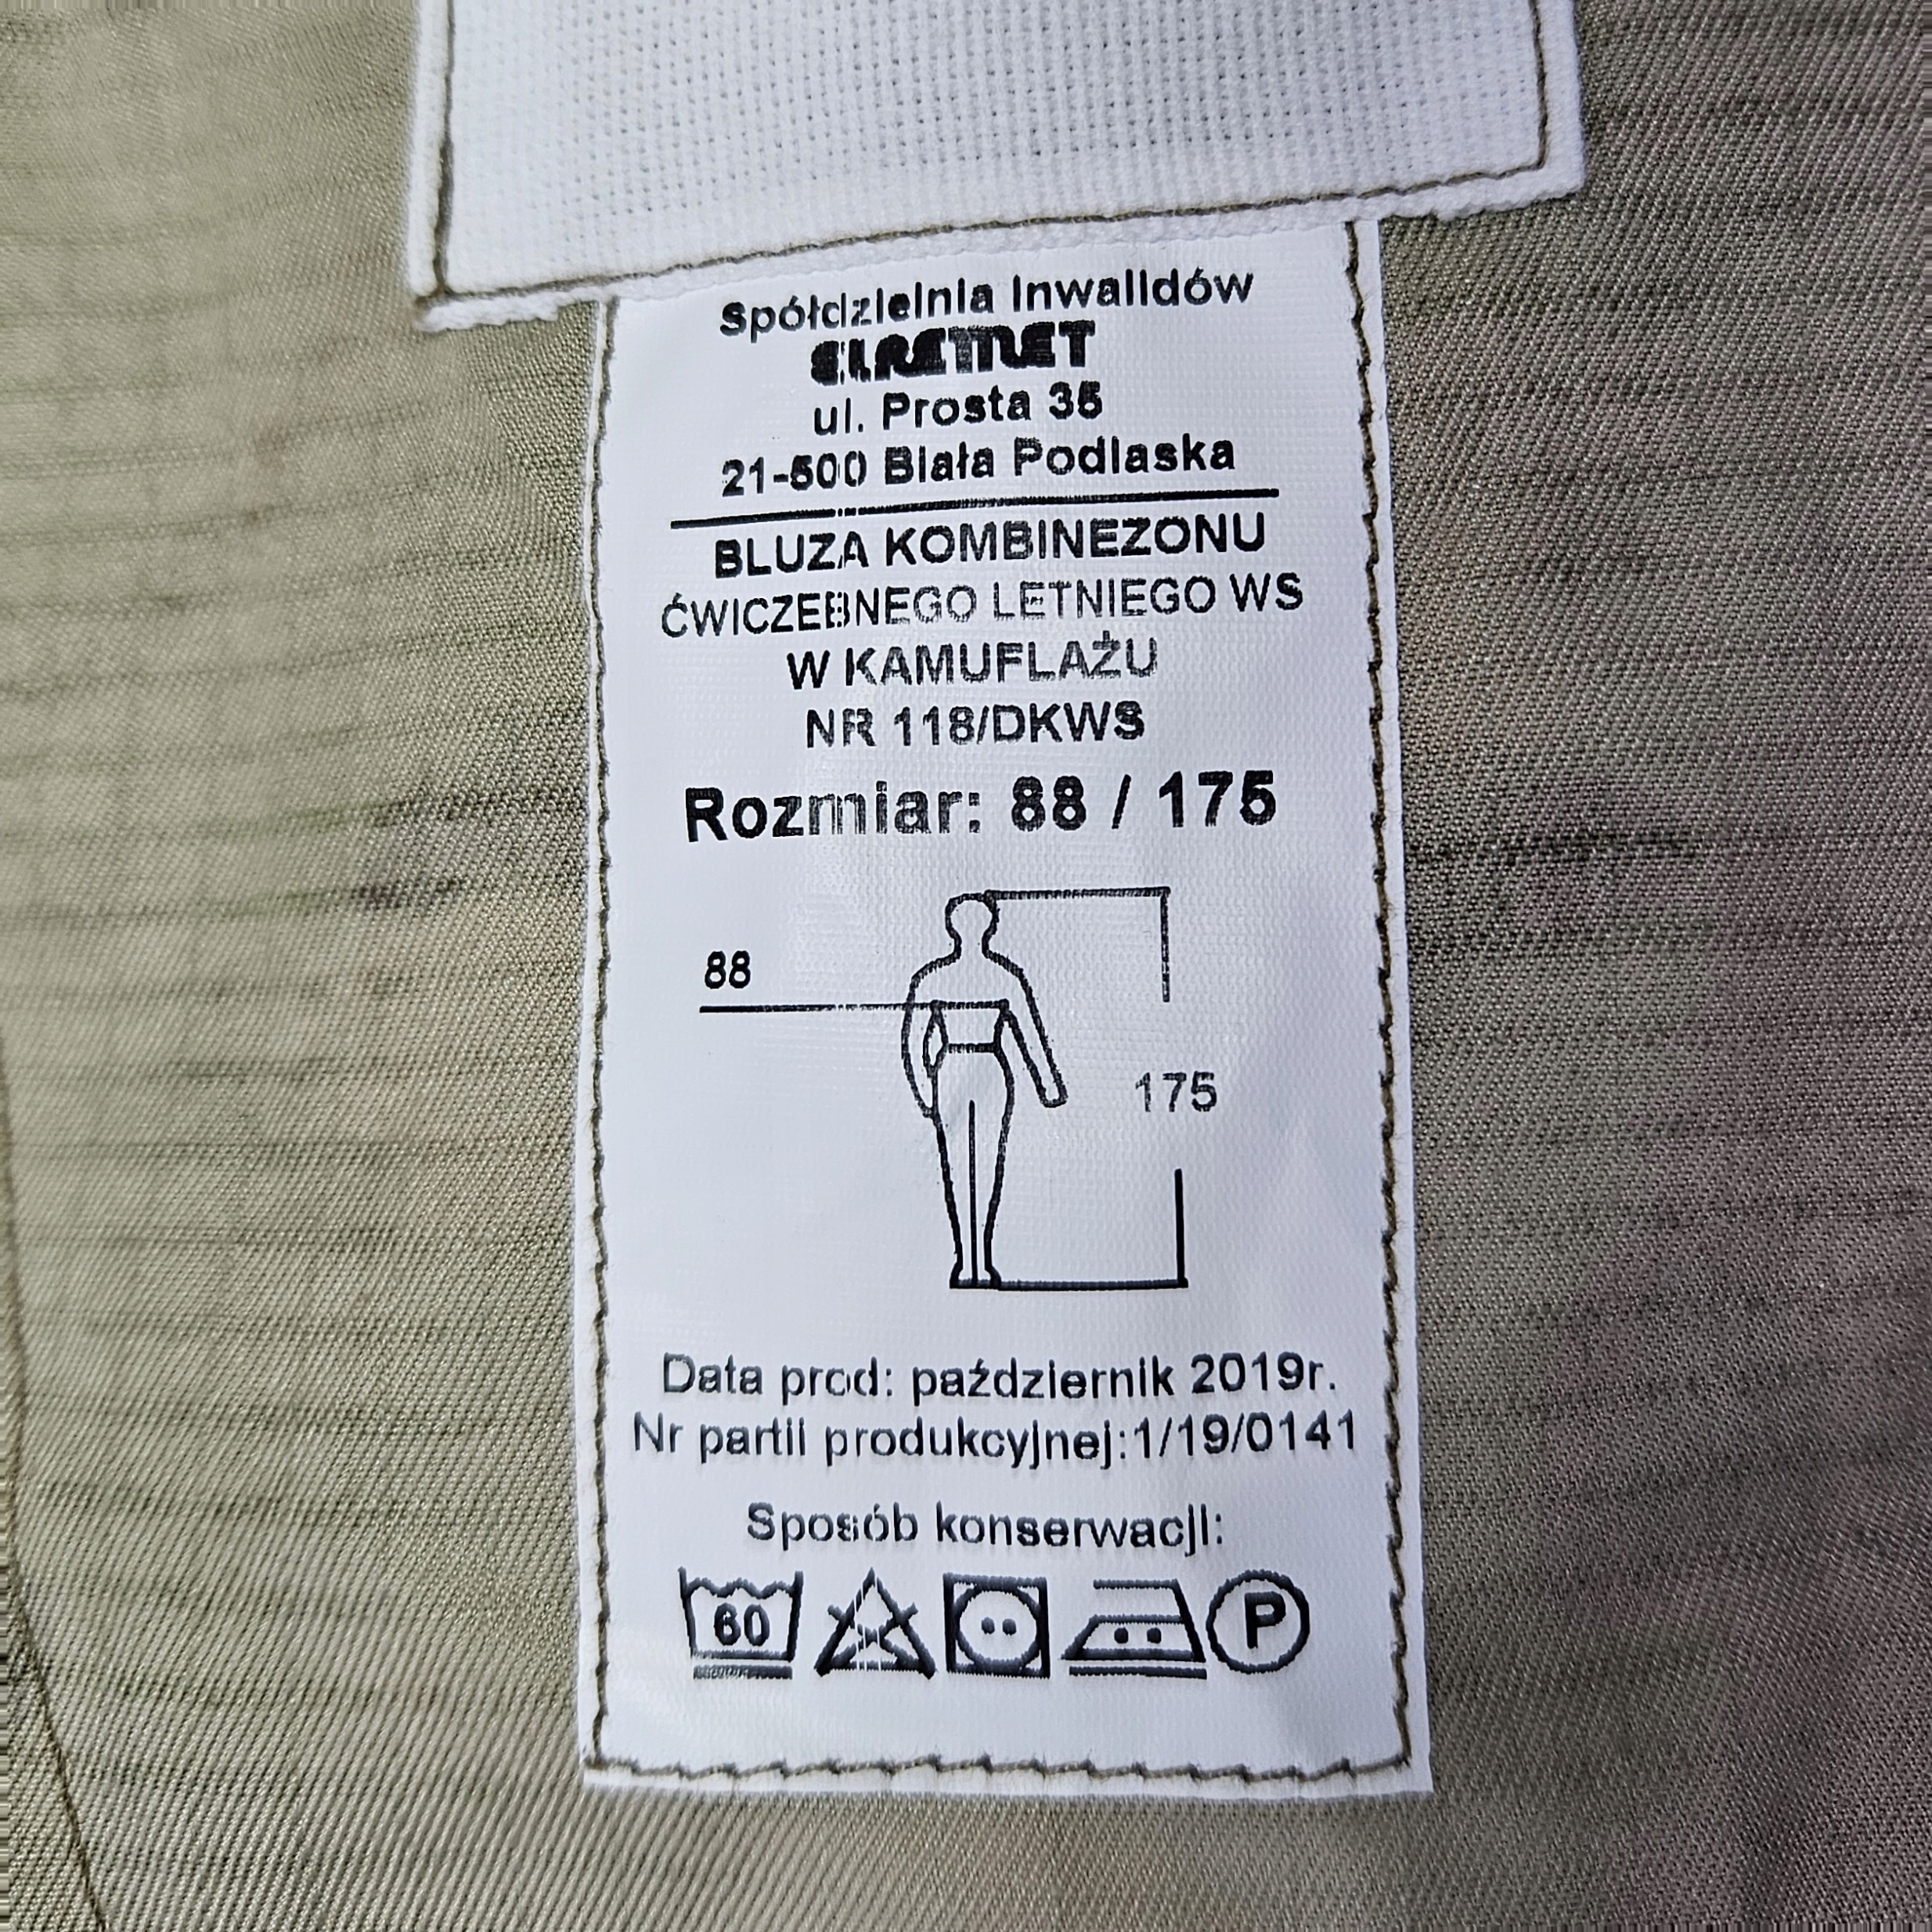 Spółdzielnia Inwalidów
ELREMET
ul. Prosta 35
21-500 Biała Podlaska
BLUZA KOMBINEZONU
ĆWICZEBNEGO LETNIEGO WS
W KAMUFLAŻU
NR 118/DKWS
Rozmiar: 88 / 175
88
175
Data prod: październik 2019r.
Nr partii produkcyjnej:1/19/0141
Sposób konserwacji:
60 P